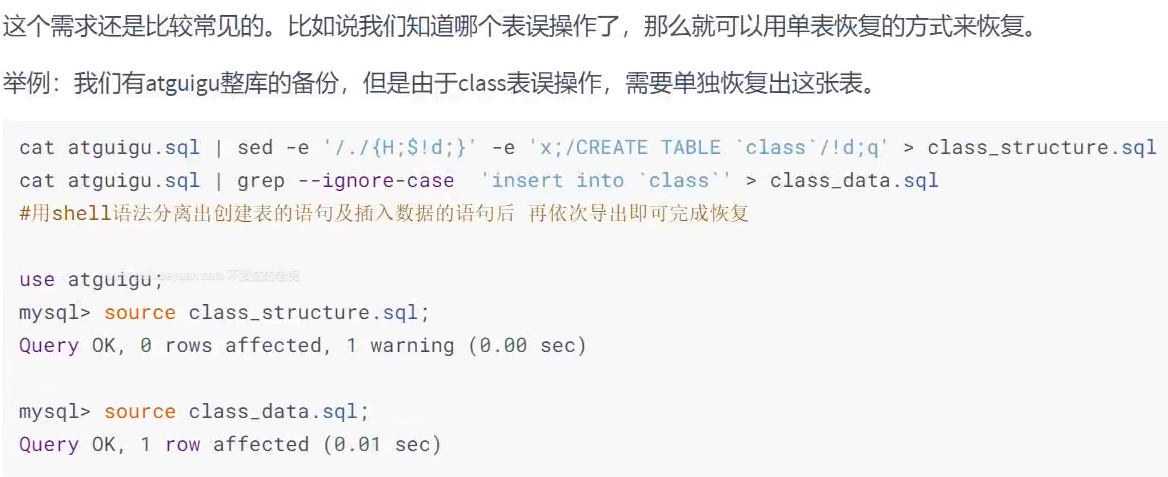 这个需求还是比较常见的。比如说我们知道哪个表误操作了，那么就可以用单表恢复的方式来恢复。
举例：我们有atguigu整库的备份，但是由于class表误操作，需要单独恢复出这张表。
cat atguigu.sql | sed -e '/./{H;$!d;}' -e 'x;/CREATE TABLE `class`/!d;q' > class_structure.sql
cat atguigu.sql | grep --ignore-case  'insert into `class`' > class_data.sql
#用shell语法分离出创建表的语句及插入数据的语句后 再依次导出即可完成恢复
use atguigu;
mysql> source class_structure.sql;
Query OK, 0 rows affected, 1 warning (0.00 sec)
mysql> source class_data.sql;
Query OK, 1 row affected (0.01 sec)